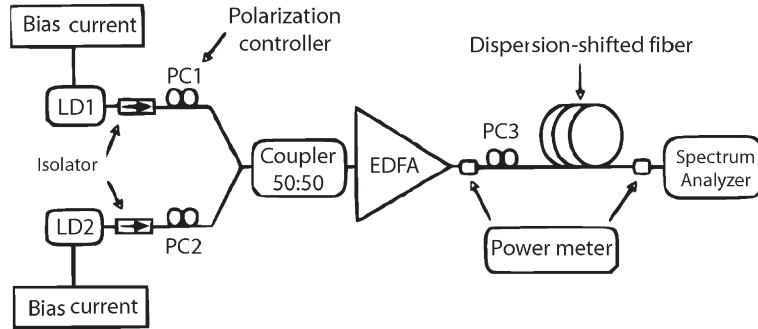 Bias current
Polarization
controller
Dispersion-shifted fiber
PC1
LD1
PC3
Isolator
Coupler
50:50
EDFA
Spectrum
Analyzer
LD2
PC2
Power meter
Bias current